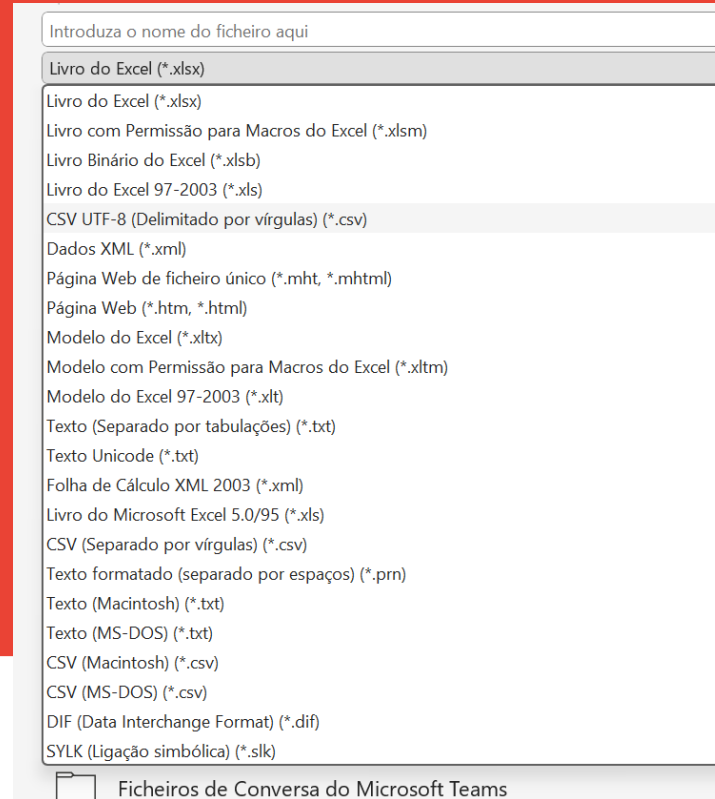 Introduza o nome do ficheiro aqui
Livro do Excel (*.xlsx)
Livro do Excel (*.xlsx)
Livro com Permissão para Macros do Excel (*.xlsm)
Livro Binário do Excel (*.xlsb)
Livro do Excel 97-2003 (*.xls)
CSV UTF-8 (Delimitado por vírgulas) (*.csv)
Dados XML (*.xml)
Página Web de ficheiro único (*.mht, *.mhtml)
Página Web (*.htm, *.html)
Modelo do Excel (*.xltx)
Modelo com Permissão para Macros do Excel (*.xltm)
Modelo do Excel 97-2003 (*.xlt)
Texto (Separado por tabulações) (*.txt)
Texto Unicode (*.txt)
Folha de Cálculo XML 2003 (*.xml)
Livro do Microsoft Excel 5.0/95 (*.xls)
CSV (Separado por vírgulas) (*.csv)
Texto formatado (separado por espaços) (*.prn)
Texto (Macintosh) (*.txt)
Texto (MS-DOS) (*.txt)
CSV (Macintosh) (*.csv)
CSV (MS-DOS) (*.csv)
DIF (Data Interchange Format) (*.dif)
SYLK (Ligação simbólica) (*.slk)
Ficheiros de Conversa do Microsoft Teams